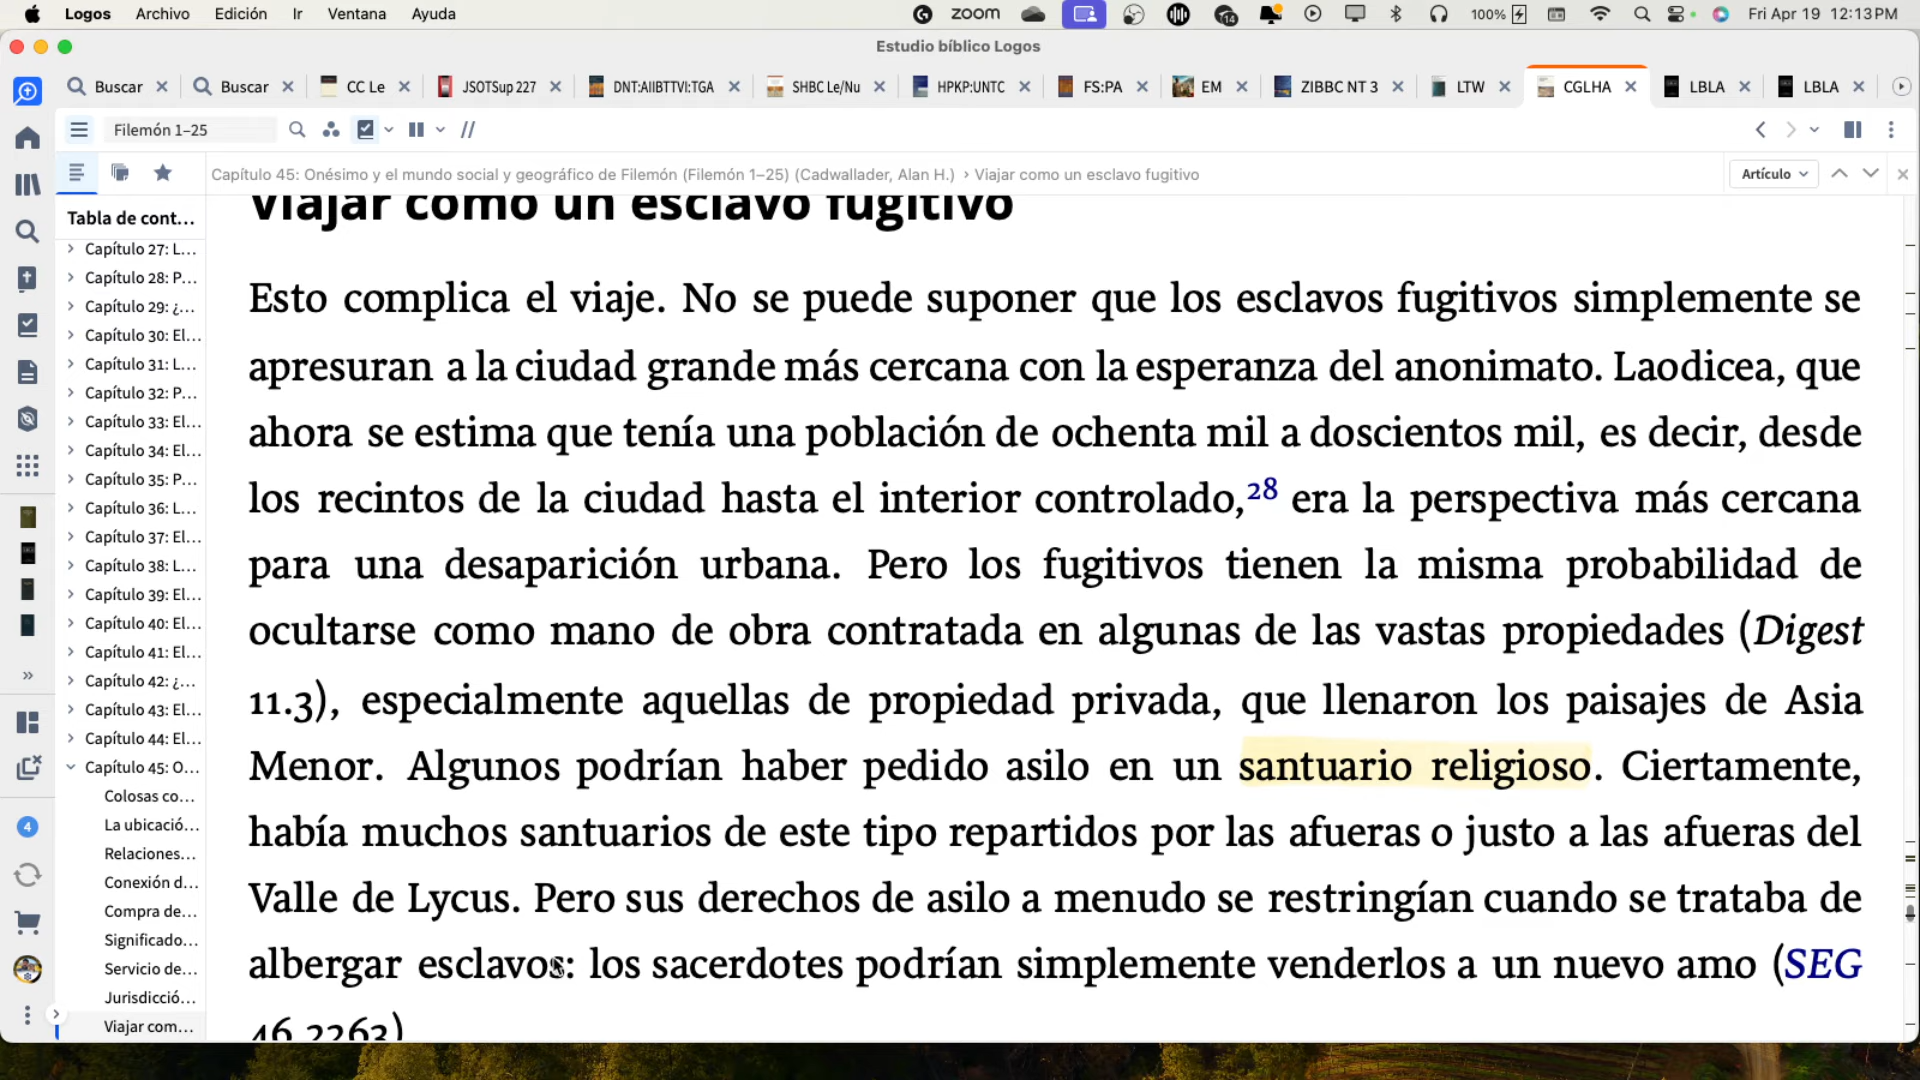 Logos Archivo Edición Ir Ventana Ayuda zoom 14 100% Fri Apr 19 12:13PM
Estudio bíblico Logos
Buscar Buscar CC Le JSOTSup 227 DNT:AIIBTTVI:TGA SHBC Le/Nu HPKP:UNTC FS:PA EM ZIBBC NT 3 LTW CGLHA LBLA LBLA
Filemón 1–25
Capítulo 45: Onésimo y el mundo social y geográfico de Filemón (Filemón 1–25) (Cadwallader, Alan H.) › Viajar como un esclavo fugitivo Artículo
Tabla de cont...
Capítulo 27: L...
Capítulo 28: P...
Capítulo 29: ¿...
Capítulo 30: El...
Capítulo 31: L...
Capítulo 32: P...
Capítulo 33: El...
Capítulo 34: El...
Capítulo 35: P...
Capítulo 36: L...
Capítulo 37: El...
Capítulo 38: L...
Capítulo 39: El...
Capítulo 40: El...
Capítulo 41: El...
Capítulo 42: ¿...
Capítulo 43: El...
Capítulo 44: El...
Capítulo 45: O...
Colosas co...
La ubicació...
Relaciones...
Conexión d...
Compra de...
Significado...
Servicio de...
Jurisdicció...
Viajar com...
4
Viajar como un esclavo fugitivo
Esto complica el viaje. No se puede suponer que los esclavos fugitivos simplemente se
apresuran a la ciudad grande más cercana con la esperanza del anonimato. Laodicea, que
ahora se estima que tenía una población de ochenta mil a doscientos mil, es decir, desde
los recintos de la ciudad hasta el interior controlado,28 era la perspectiva más cercana
para una desaparición urbana. Pero los fugitivos tienen la misma probabilidad de
ocultarse como mano de obra contratada en algunas de las vastas propiedades (Digest
11.3), especialmente aquellas de propiedad privada, que llenaron los paisajes de Asia
Menor. Algunos podrían haber pedido asilo en un santuario religioso. Ciertamente,
había muchos santuarios de este tipo repartidos por las afueras o justo a las afueras del
Valle de Lycus. Pero sus derechos de asilo a menudo se restringían cuando se trataba de
albergar esclavos: los sacerdotes podrían simplemente venderlos a un nuevo amo (SEG
46.2263)